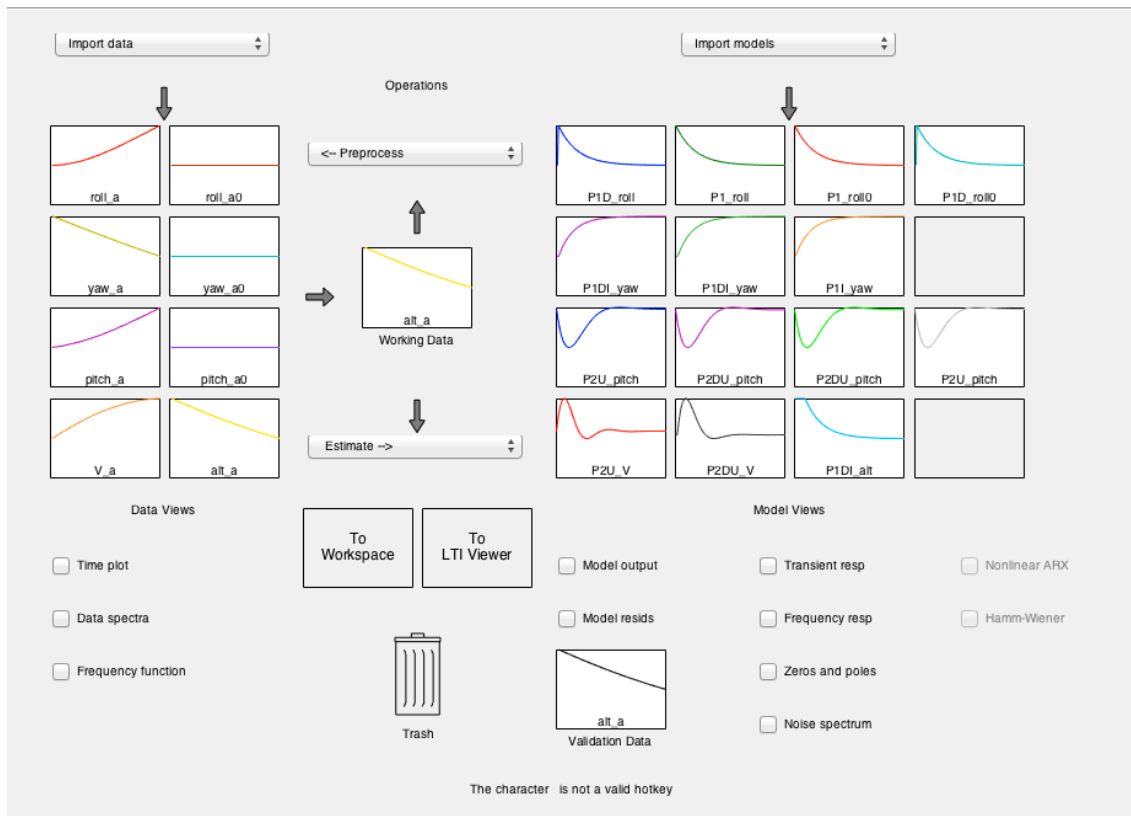 Import data
Import models
Operations
<-- Preprocess
roll_a
roll_a0
P1D_roll
P1_roll
P1_roll0
P1D_roll0
yaw_a
yaw_a0
P1DI_yaw
P1DI_yaw
P1I_yaw
alt_a
Working Data
pitch_a
pitch_a0
P2U_pitch
P2DU_pitch
P2DU_pitch
P2U_pitch
Estimate -->
V_a
alt_a
P2U_V
P2DU_V
P1DI_alt
Data Views
Model Views
To
Workspace
To
LTI Viewer
Time plot
Model output
Transient resp
Nonlinear ARX
Data spectra
Model resids
Frequency resp
Hamm-Wiener
Frequency function
Zeros and poles
Trash
alt_a
Validation Data
Noise spectrum
The character is not a valid hotkey